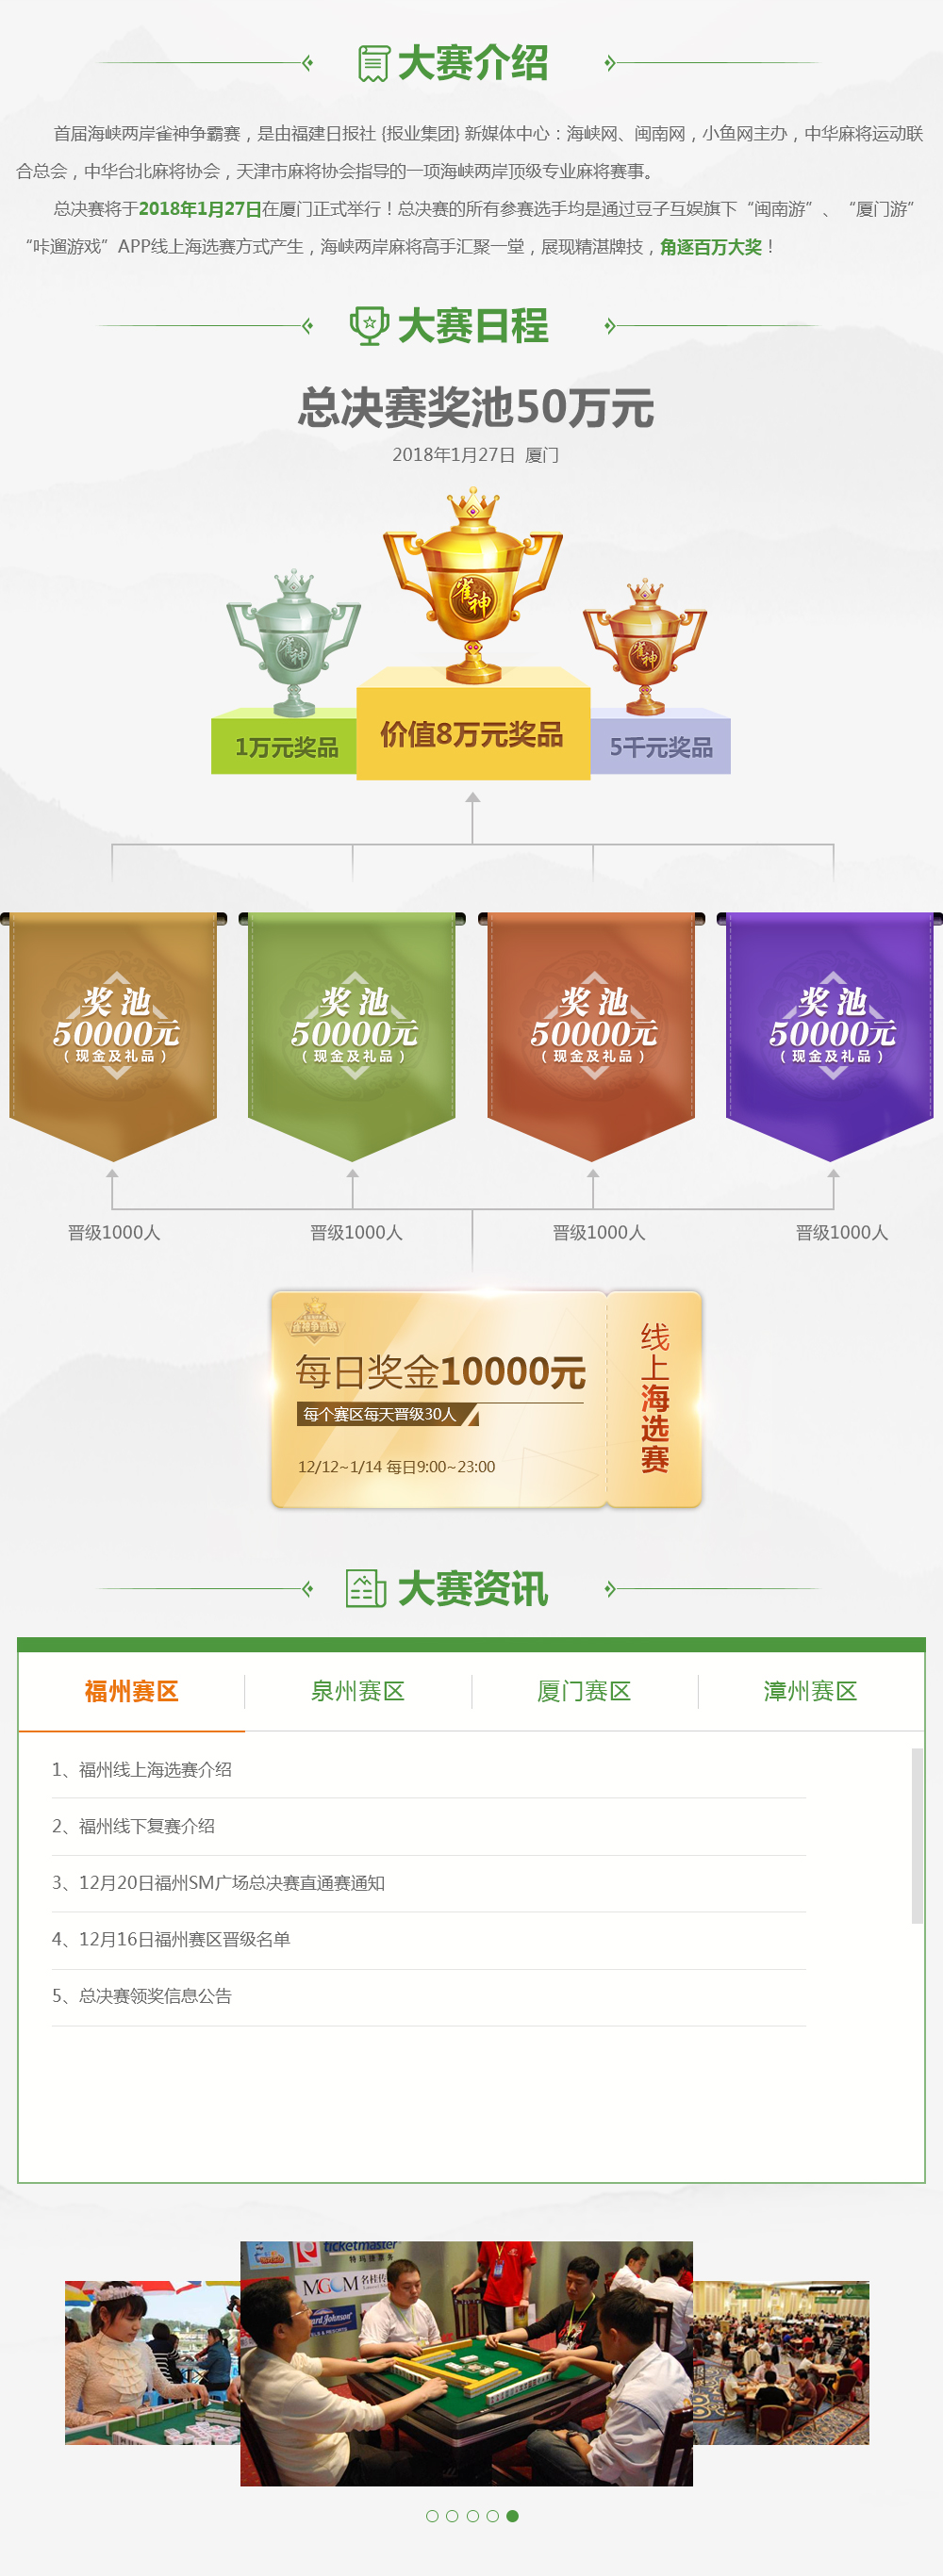 大赛介绍
首届海峡两岸雀神争霸赛，是由福建日报社 {报业集团} 新媒体中心：海峡网、闽南网，小鱼网主办，中华麻将运动联
合总会，中华台北麻将协会，天津市麻将协会指导的一项海峡两岸顶级专业麻将赛事。
总决赛将于2018年1月27日在厦门正式举行！总决赛的所有参赛选手均是通过豆子互娱旗下“闽南游”、“厦门游”
“咔遛游戏”APP线上海选赛方式产生，海峡两岸麻将高手汇聚一堂，展现精湛牌技，角逐百万大奖！
大赛日程
总决赛奖池50万元
2018年1月27日 厦门
雀神
雀神
雀神
1万元奖品
价值8万元奖品
5千元奖品
奖池
50000元
（现金及礼品）
奖池
50000元
（现金及礼品）
奖池
50000元
（现金及礼品）
奖池
50000元
（现金及礼品）
晋级1000人
晋级1000人
晋级1000人
晋级1000人
雀神争霸赛
每日奖金10000元
每个赛区每天晋级30人
12/12~1/14 每日9:00~23:00
线上海选赛
大赛资讯
福州赛区
泉州赛区
厦门赛区
漳州赛区
1、福州线上海选赛介绍
2、福州线下复赛介绍
3、12月20日福州SM广场总决赛直通赛通知
4、12月16日福州赛区晋级名单
5、总决赛领奖信息公告
ticketmaster
特玛捷票务
MGCM